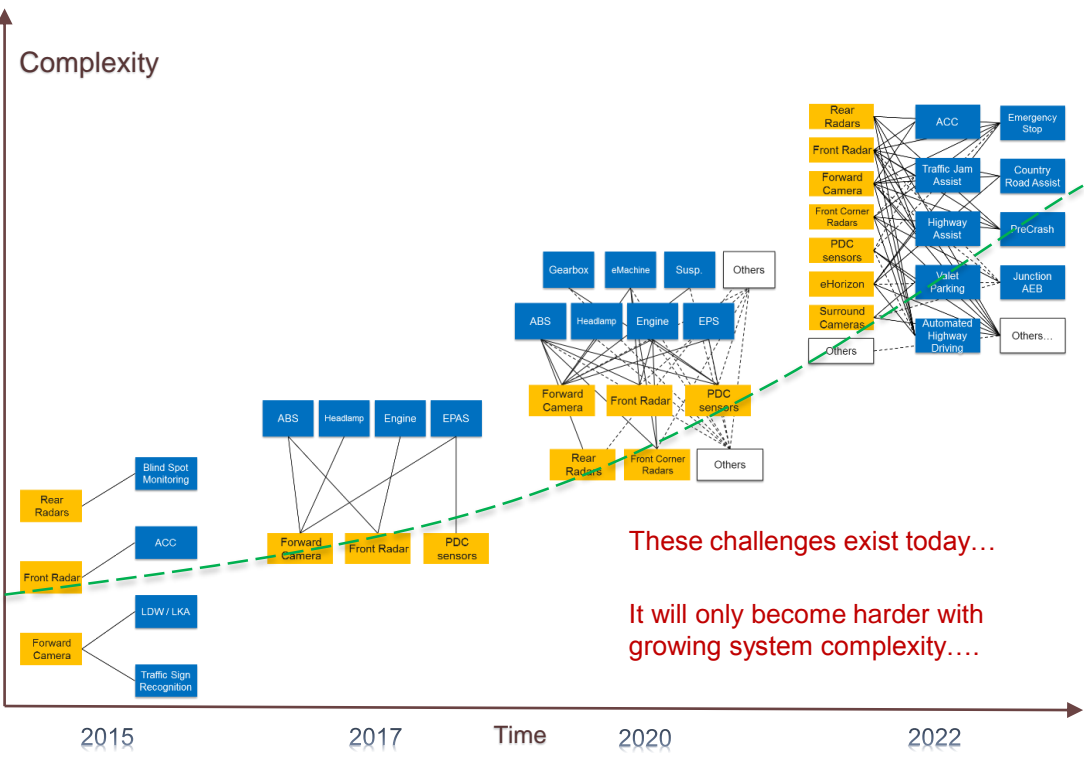 Complexity
Rear
Radars
Front Radar
Forward
Camera
Blind Spot
Monitoring
ACC
LDW / LKA
Traffic Sign
Recognition
ABS
Headlamp
Engine
EPAS
Forward
Camera
Front Radar
PDC
sensors
Gearbox
eMachine
Susp.
Others
ABS
Headlamp
Engine
EPS
Forward
Camera
Front Radar
PDC
sensors
Rear
Radars
Front Corner
Radars
Others
Rear
Radars
Front Radar
Forward
Camera
Front Corner
Radars
PDC
sensors
eHorizon
Surround
Cameras
Others
ACC
Traffic Jam
Assist
Highway
Assist
Valet
Parking
Automated
Highway
Driving
Emergency
Stop
Country
Road Assist
PreCrash
Junction
AEB
Others…
These challenges exist today…
It will only become harder with
growing system complexity….
2015
2017
Time
2020
2022